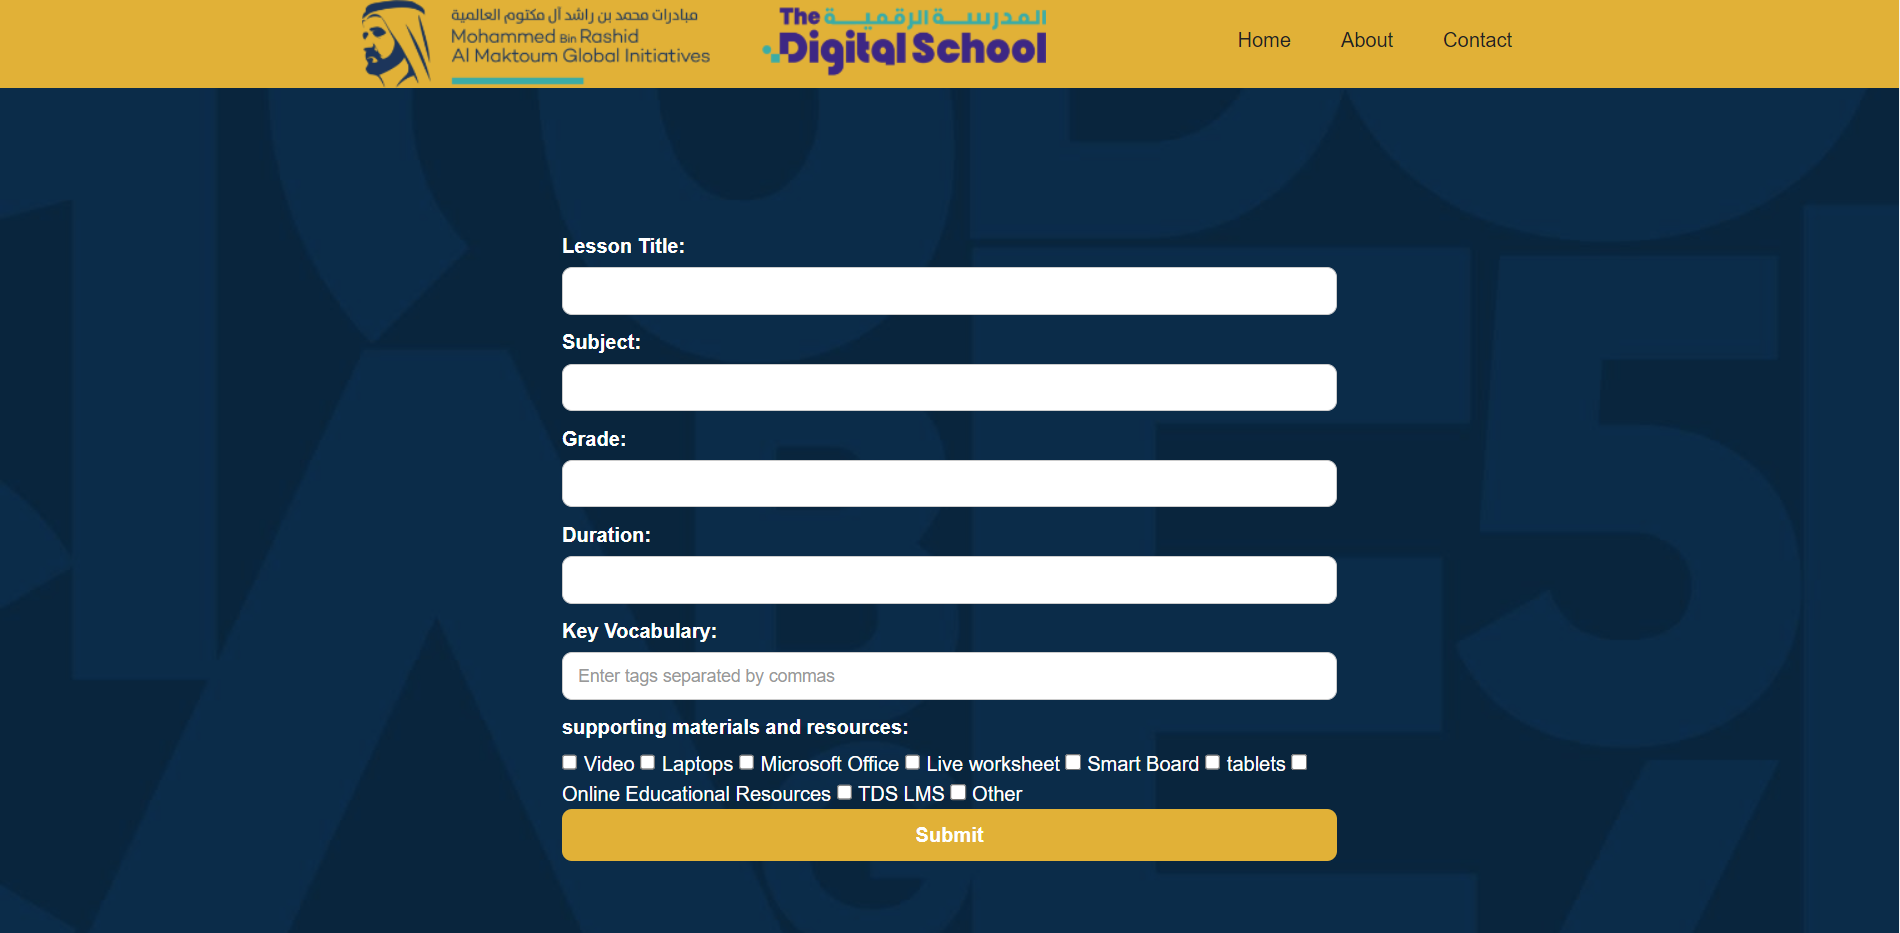 مبادرات محمد بن راشد آل مكتوم العالمية
Mohammed Bin Rashid
Al Maktoum Global Initiatives
The المدرسة الرقمية
Digital School
Home About Contact
Lesson Title:
Subject:
Grade:
Duration:
Key Vocabulary:
Enter tags separated by commas
supporting materials and resources:
Video Laptops Microsoft Office Live worksheet Smart Board tablets
Online Educational Resources TDS LMS Other
Submit